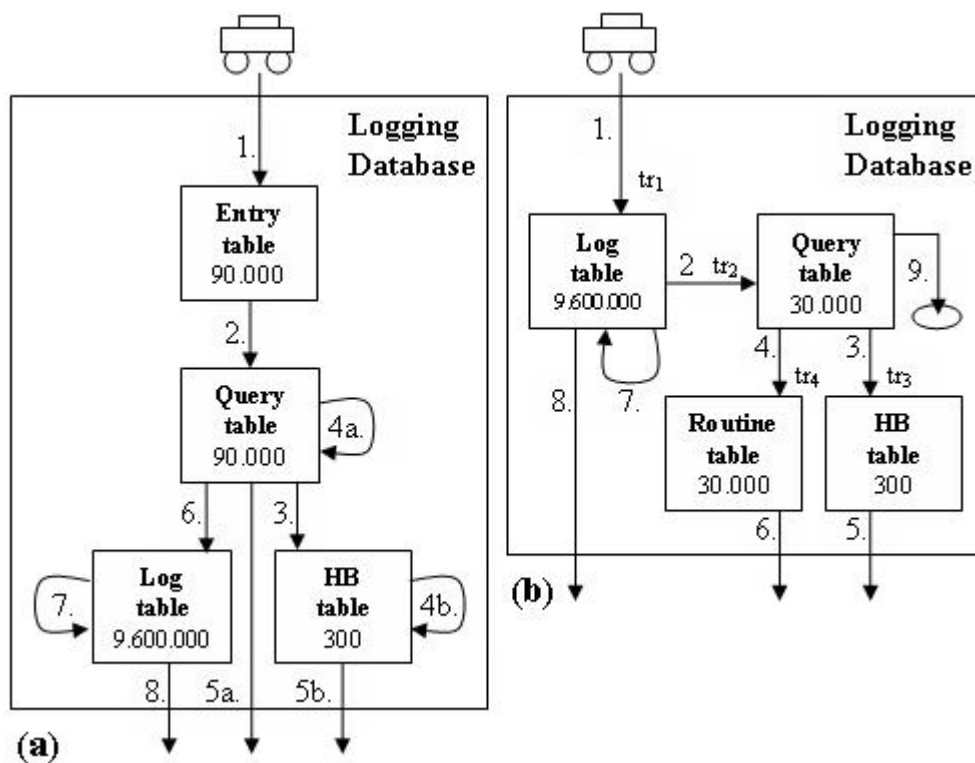 Logging
Database
1.
Entry
table
90.000
2.
Query
table
90.000
4a.
6.
3.
Log
table
9.600.000
7.
HB
table
300
4b.
8.
5a.
5b.
(a)
Logging
Database
1.
tr1
Log
table
9.600.000
2 tr2
Query
table
30.000
9.
4.
tr4
3.
tr3
8.
7.
Routine
table
30.000
HB
table
300
6.
5.
(b)